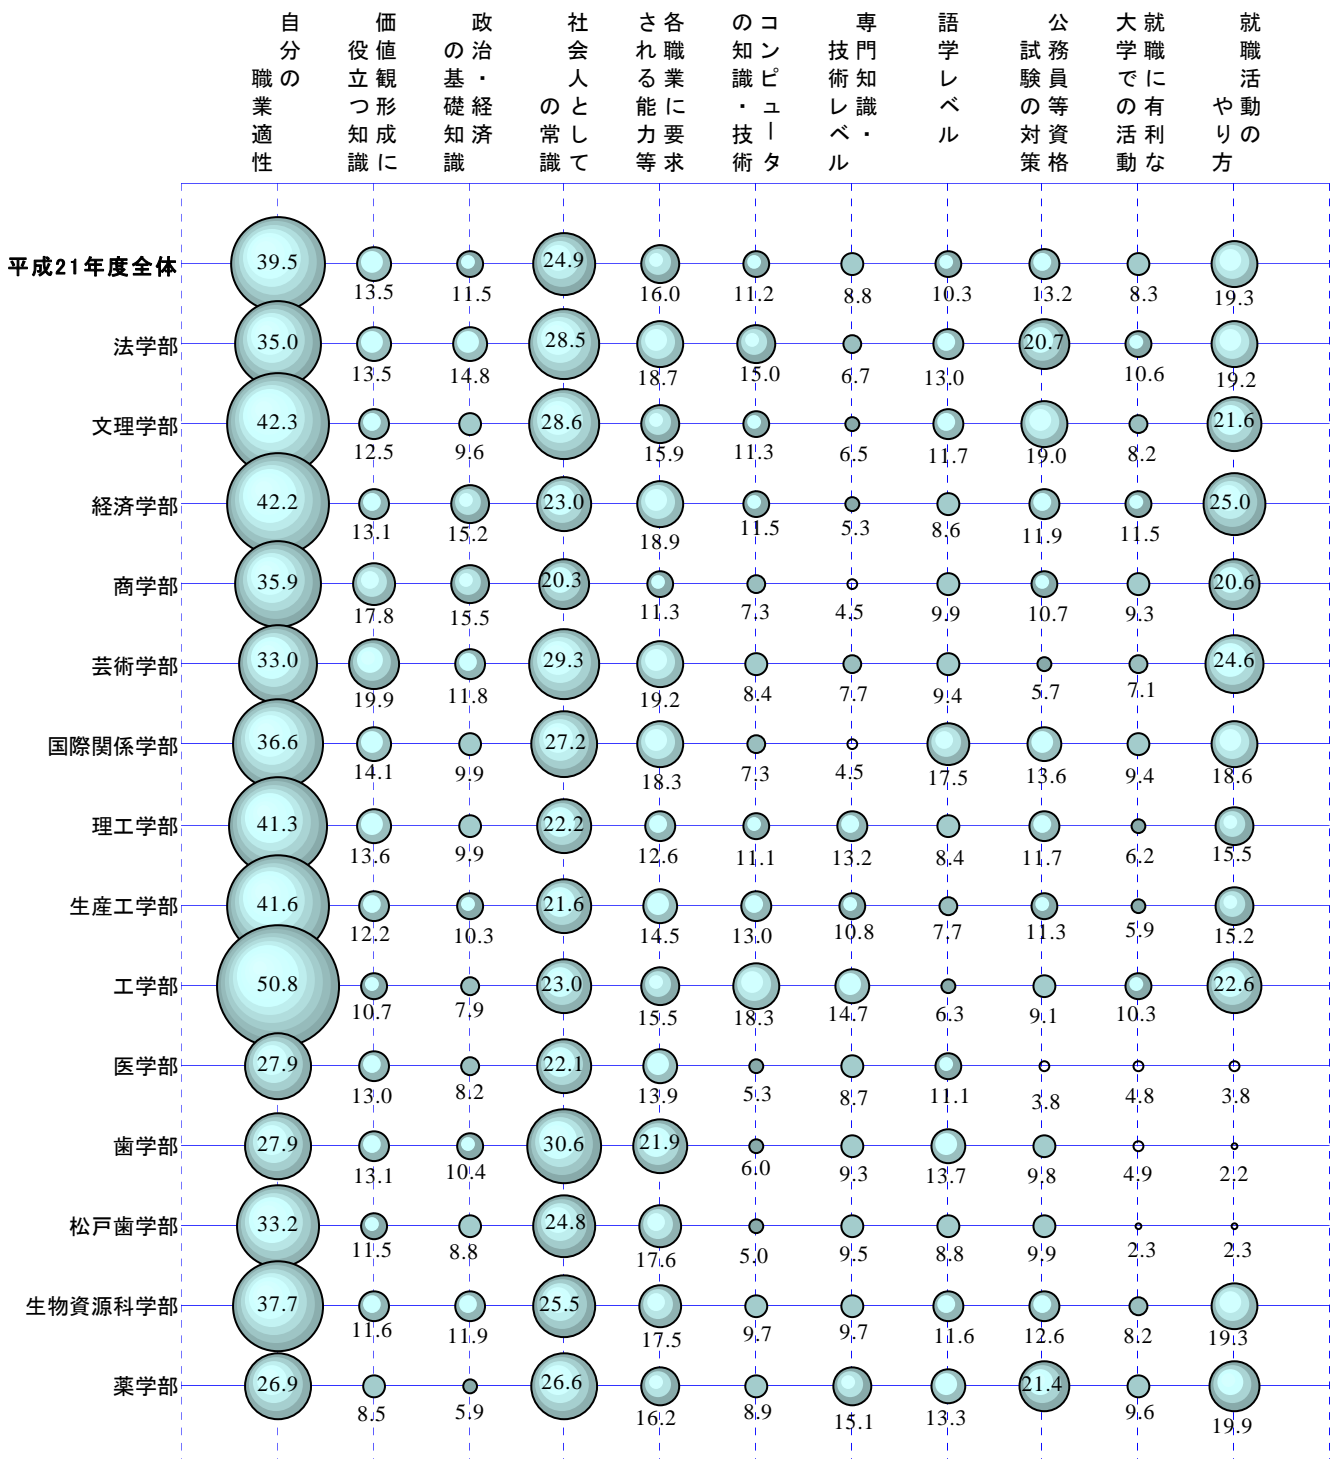 自分の
職業適性
価値観形成に
役立つ知識
政治・経済
の基礎知識
社会人として
の常識
各職業に要求
される能力等
コンピュータ
の知識・技術
専門知識・
技術レベル
語学レベル
公務員等資格
試験の対策
就職に有利な
大学での活動
就職活動の
やり方
平成21年度全体 39.5 13.5 11.5 24.9 16.0 11.2 8.8 10.3 13.2 8.3 19.3
法学部 35.0 13.5 14.8 28.5 18.7 15.0 6.7 13.0 20.7 10.6 19.2
文理学部 42.3 12.5 9.6 28.6 15.9 11.3 6.5 11.7 19.0 8.2 21.6
経済学部 42.2 13.1 15.2 23.0 18.9 11.5 5.3 8.6 11.9 11.5 25.0
商学部 35.9 17.8 15.5 20.3 11.3 7.3 4.5 9.9 10.7 9.3 20.6
芸術学部 33.0 19.9 11.8 29.3 19.2 8.4 7.7 9.4 5.7 7.1 24.6
国際関係学部 36.6 14.1 9.9 27.2 18.3 7.3 4.5 17.5 13.6 9.4 18.6
理工学部 41.3 13.6 9.9 22.2 12.6 11.1 13.2 8.4 11.7 6.2 15.5
生産工学部 41.6 12.2 10.3 21.6 14.5 13.0 10.8 7.7 11.3 5.9 15.2
工学部 50.8 10.7 7.9 23.0 15.5 18.3 14.7 6.3 9.1 10.3 22.6
医学部 27.9 13.0 8.2 22.1 13.9 5.3 8.7 11.1 3.8 4.8 3.8
歯学部 27.9 13.1 10.4 30.6 21.9 6.0 9.3 13.7 9.8 4.9 2.2
松戸歯学部 33.2 11.5 8.8 24.8 17.6 5.0 9.5 8.8 9.9 2.3 2.3
生物資源科学部 37.7 11.6 11.9 25.5 17.5 9.7 9.7 11.6 12.6 8.2 19.3
薬学部 26.9 8.5 5.9 26.6 16.2 8.9 15.1 13.3 21.4 9.6 19.9